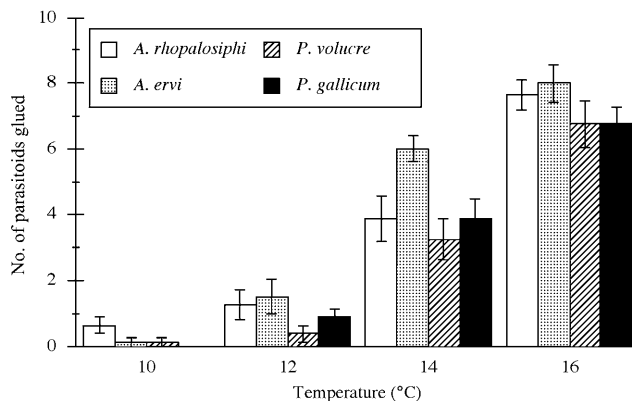 A. rhopalosiphi
P. volucre
A. ervi
P. gallicum
No. of parasitoids glued
10
8
6
4
2
0
10
12
14
16
Temperature (°C)